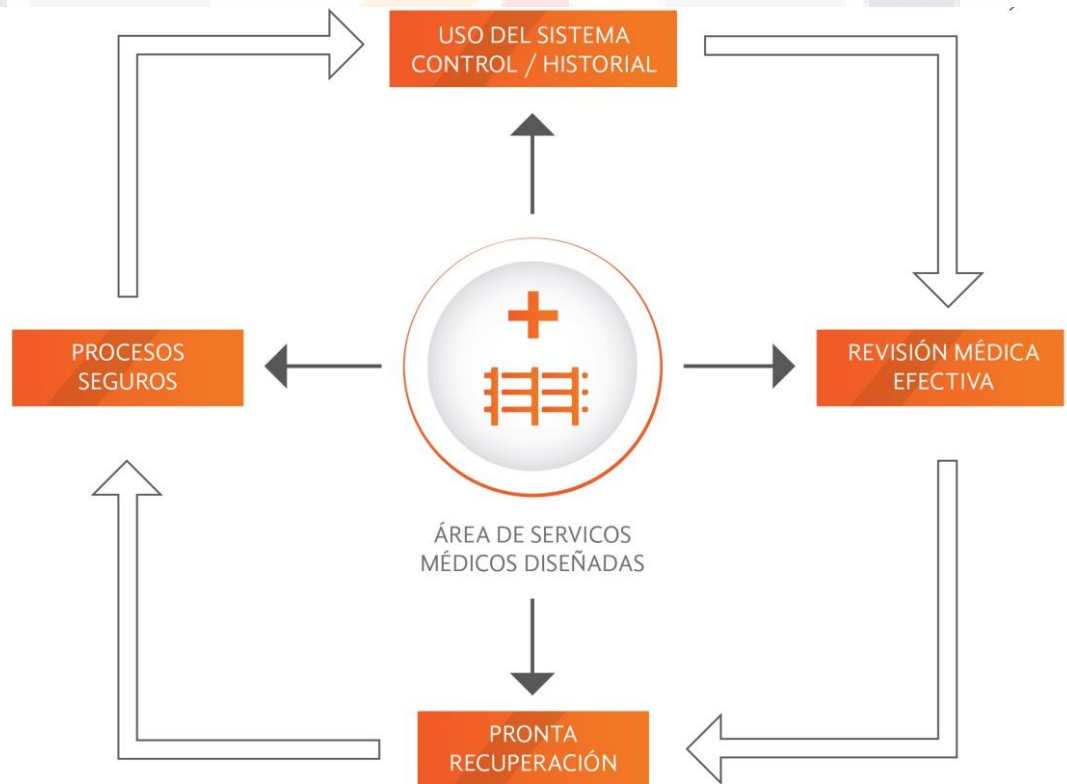 USO DEL SISTEMA
CONTROL / HISTORIAL
PROCESOS
SEGUROS
REVISIÓN MÉDICA
EFECTIVA
ÁREA DE SERVICOS
MÉDICOS DISEÑADAS
PRONTA
RECUPERACIÓN